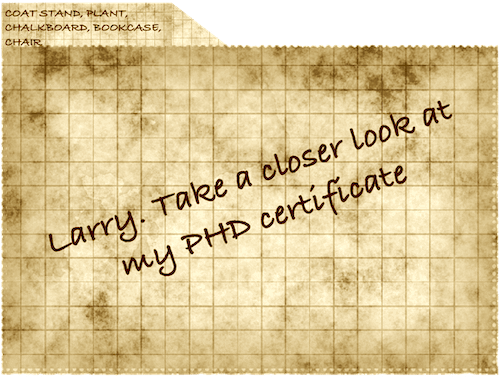 COAT STAND, PLANT,
CHALKBOARD, BOOKCASE,
CHAIR
Larry. Take a closer look at
my PHD certificate